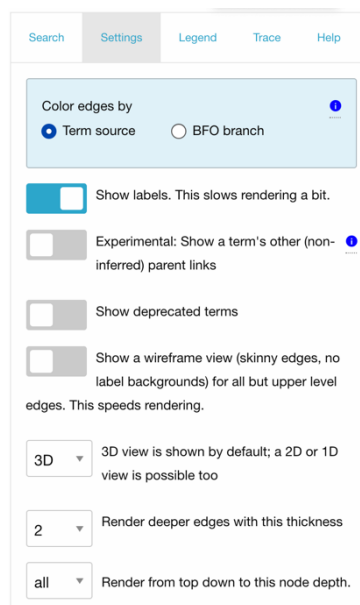 Search Settings Legend Trace Help
Color edges by
Term source BFO branch
Show labels. This slows rendering a bit.
Experimental: Show a term's other (non-
inferred) parent links
Show deprecated terms
Show a wireframe view (skinny edges, no
label backgrounds) for all but upper level
edges. This speeds rendering.
3D 3D view is shown by default; a 2D or 1D
view is possible too
2 Render deeper edges with this thickness
all Render from top down to this node depth.